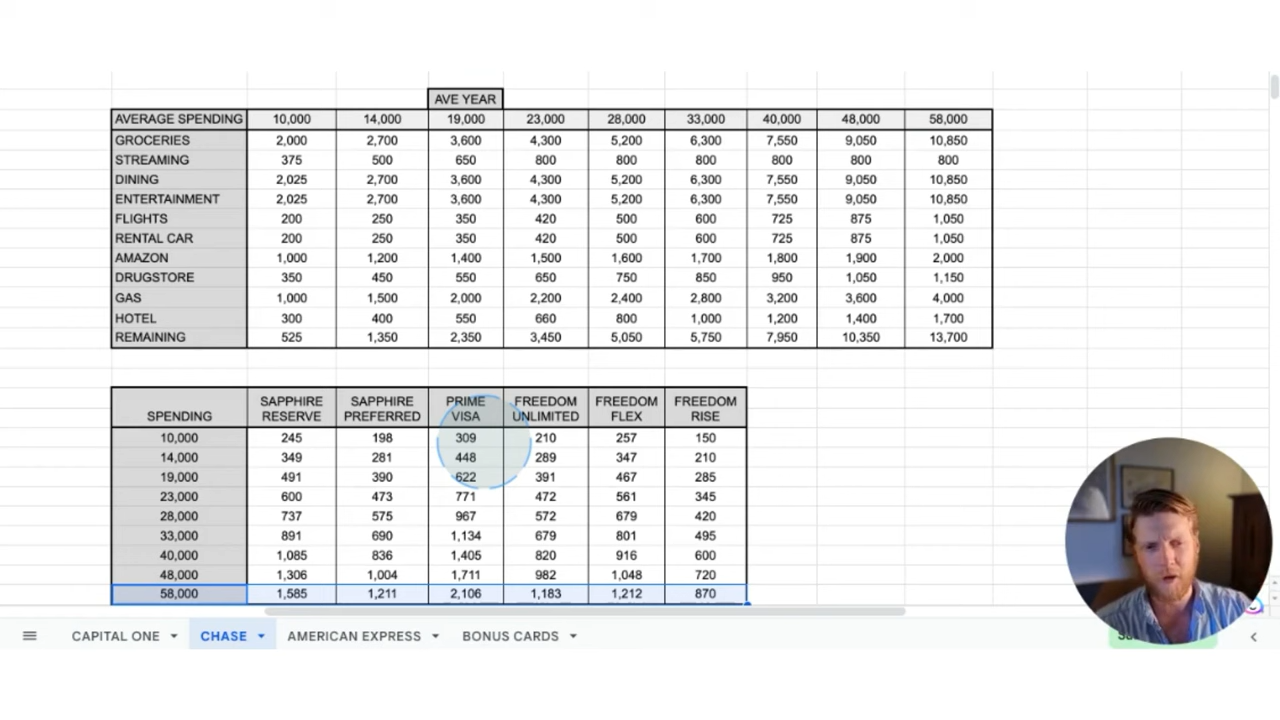 AVE YEAR
AVERAGE SPENDING 10,000 14,000 19,000 23,000 28,000 33,000 40,000 48,000 58,000
GROCERIES 2,000 2,700 3,600 4,300 5,200 6,300 7,550 9,050 10,850
STREAMING 375 500 650 800 800 800 800 800 800
DINING 2,025 2,700 3,600 4,300 5,200 6,300 7,550 9,050 10,850
ENTERTAINMENT 2,025 2,700 3,600 4,300 5,200 6,300 7,550 9,050 10,850
FLIGHTS 200 250 350 420 500 600 725 875 1,050
RENTAL CAR 200 250 350 420 500 600 725 875 1,050
AMAZON 1,000 1,200 1,400 1,500 1,600 1,700 1,800 1,900 2,000
DRUGSTORE 350 450 550 650 750 850 950 1,050 1,150
GAS 1,000 1,500 2,000 2,200 2,400 2,800 3,200 3,600 4,000
HOTEL 300 400 550 660 800 1,000 1,200 1,400 1,700
REMAINING 525 1,350 2,350 3,450 5,050 5,750 7,950 10,350 13,700
SAPPHIRE SAPPHIRE PRIME FREEDOM FREEDOM FREEDOM
SPENDING RESERVE PREFERRED VISA UNLIMITED FLEX RISE
10,000 245 198 309 210 257 150
14,000 349 281 448 289 347 210
19,000 491 390 622 391 467 285
23,000 600 473 771 472 561 345
28,000 737 575 967 572 679 420
33,000 891 690 1,134 679 801 495
40,000 1,085 836 1,405 820 916 600
48,000 1,306 1,004 1,711 982 1,048 720
58,000 1,585 1,211 2,106 1,183 1,212 870
CAPITAL ONE CHASE AMERICAN EXPRESS BONUS CARDS